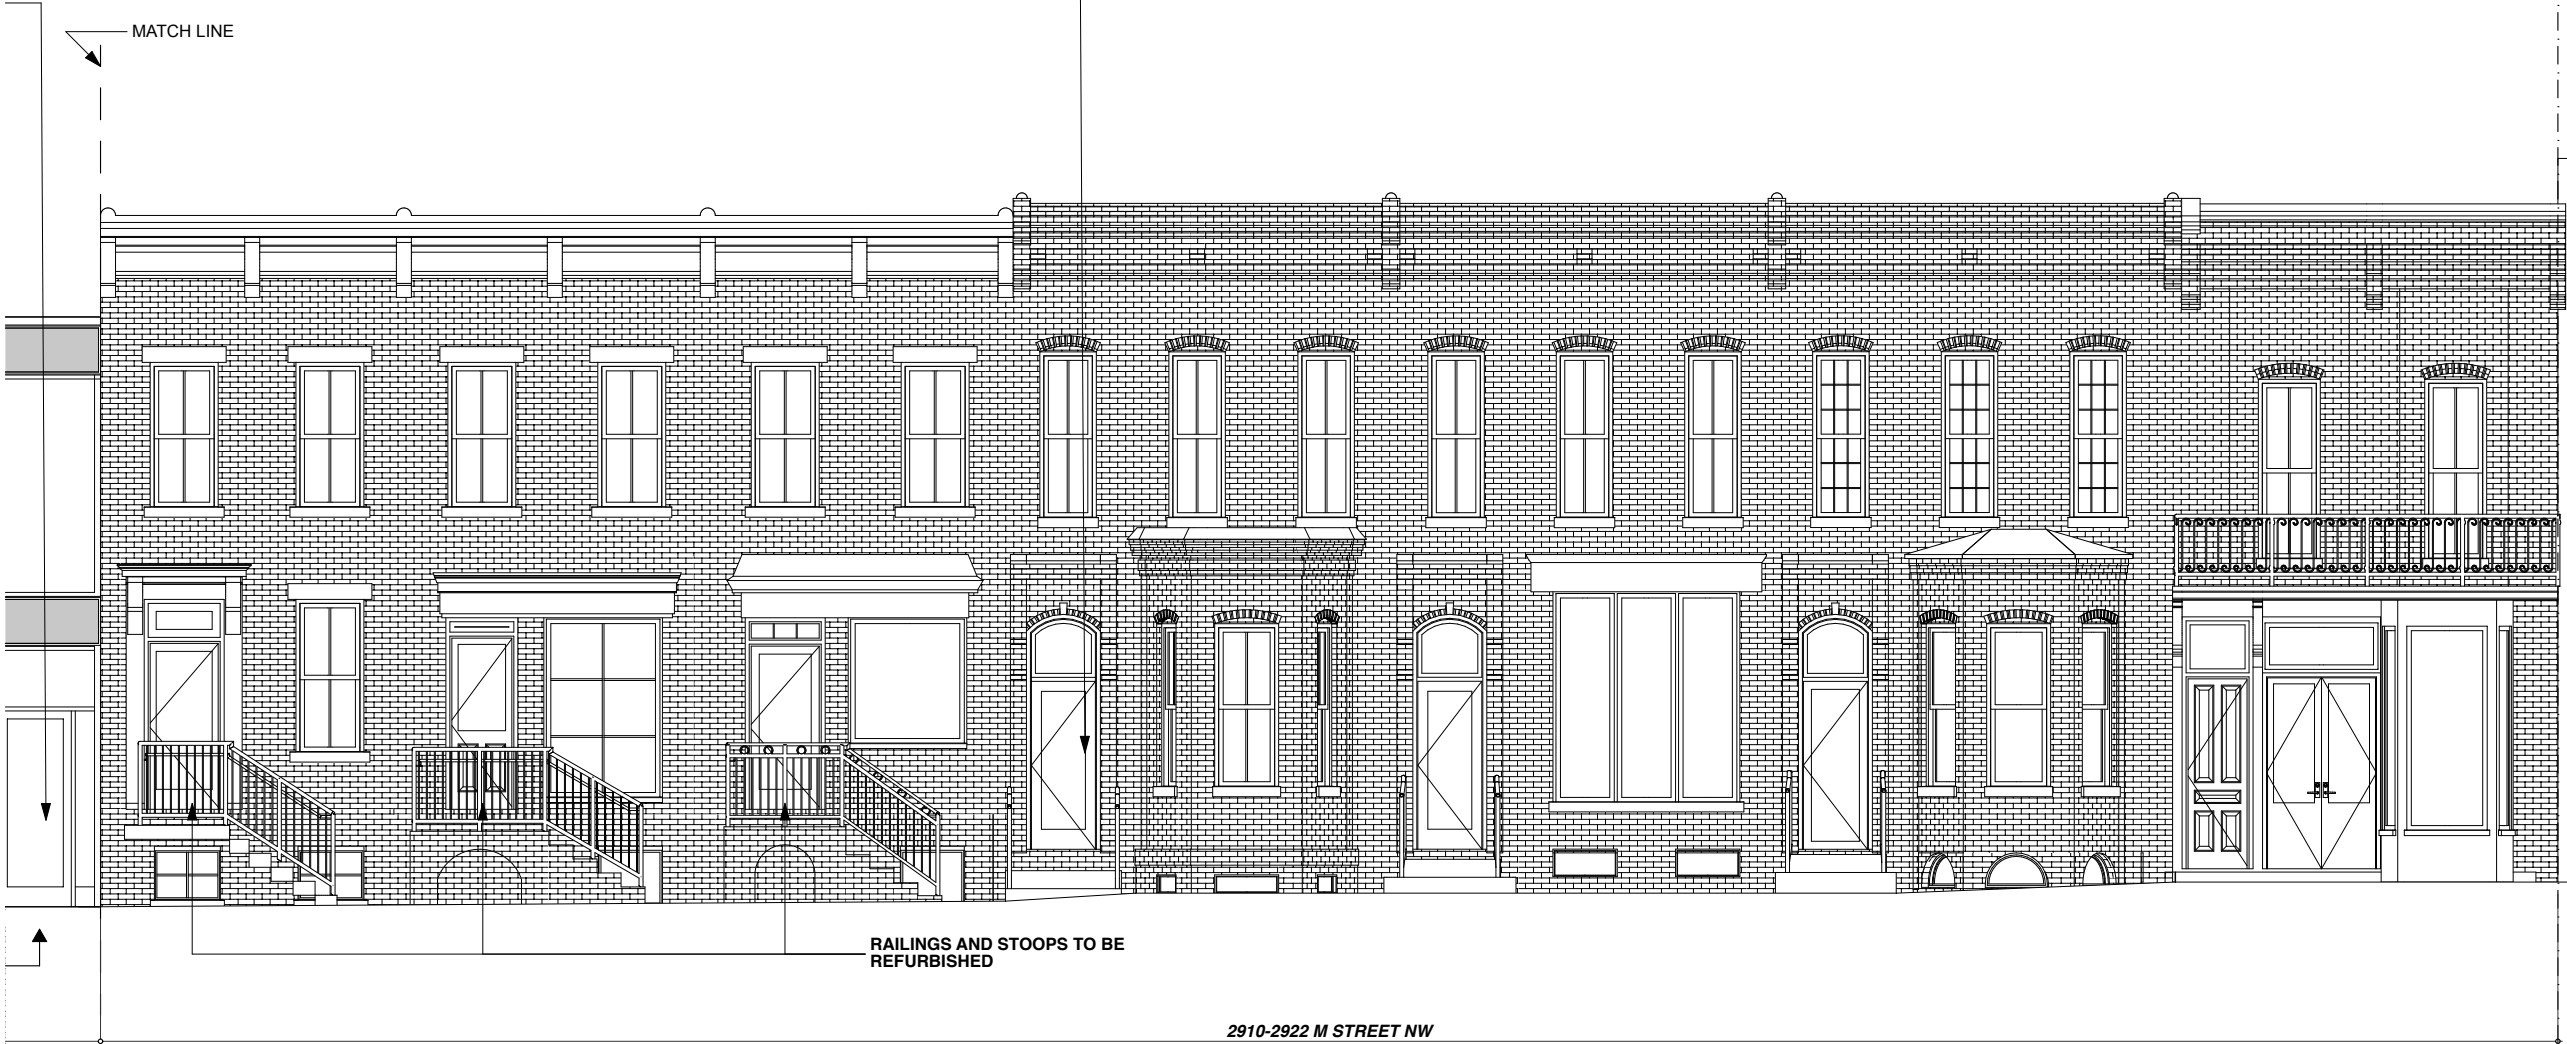 MATCH LINE
RAILINGS AND STOOPS TO BE
REFURBISHED
2910-2922 M STREET NW